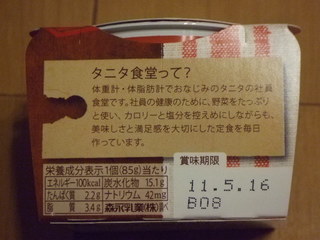 タニタ食堂って?
体重計・体脂肪計でおなじみのタニタの社員
食堂です。社員の健康のために、野菜をたっぷり
と使い、カロリーと塩分を控えめにしながらも、
美味しさと満足感を大切にした定食を毎日
作っています。
栄養成分表示1個(85g)当たり
エネルギー 100kcal 炭水化物 15.1g
たんぱく質 2.2g ナトリウム 42mg
脂質 3.4g 森永乳業(株)
賞味期限
11.5.16
B08